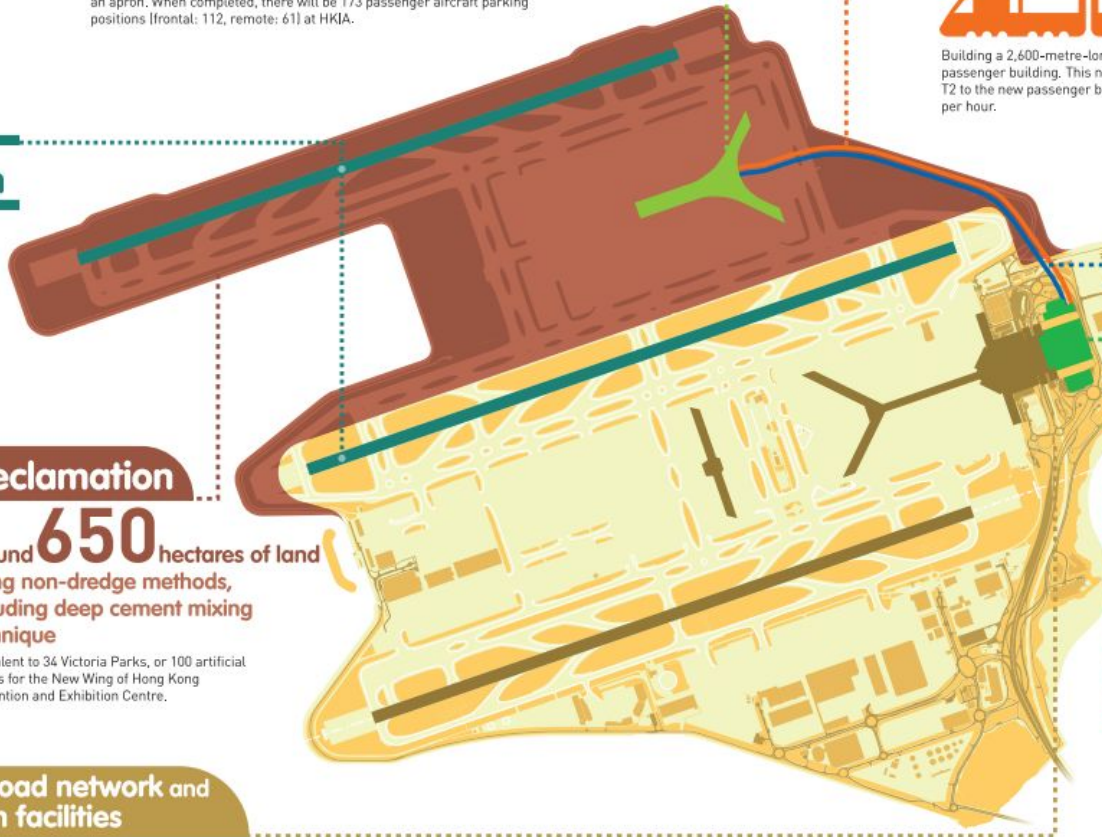 an apron. When completed, there will be 173 passenger aircraft parking
positions (frontal: 112, remote: 61) at HKIA.
Building a 2,600-metre-lon
passenger building. This n
T2 to the new passenger b
per hour.
eclamation
und 650 hectares of land
ng non-dredge methods,
uding deep cement mixing
nique
lent to 34 Victoria Parks, or 100 artificial
s for the New Wing of Hong Kong
ention and Exhibition Centre.
oad network and
n facilities